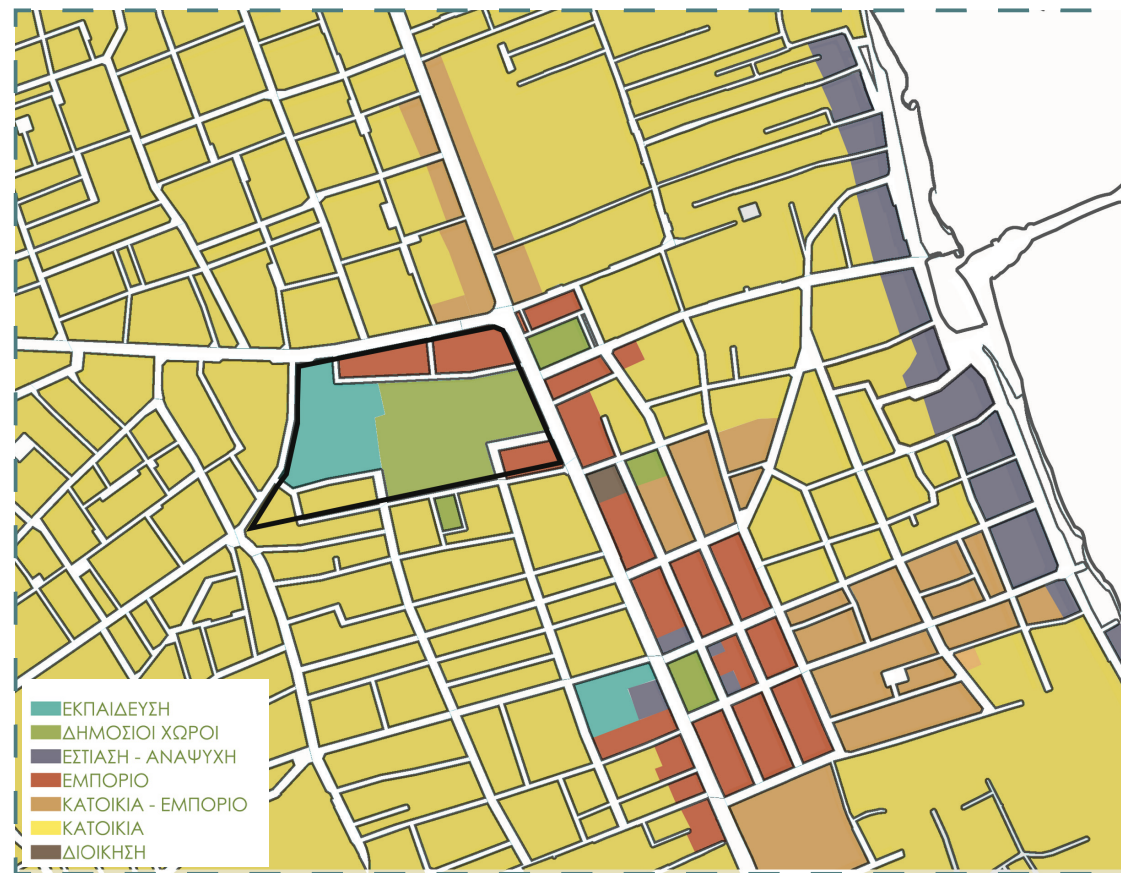 ΕΚΠΑΙΔΕΥΣΗ
ΔΗΜΟΣΙΟΙ ΧΩΡΟΙ
ΕΣΤΙΑΣΗ - ΑΝΑΨΥΧΗ
ΕΜΠΟΡΙΟ
ΚΑΤΟΙΚΙΑ - ΕΜΠΟΡΙΟ
ΚΑΤΟΙΚΙΑ
ΔΙΟΙΚΗΣΗ